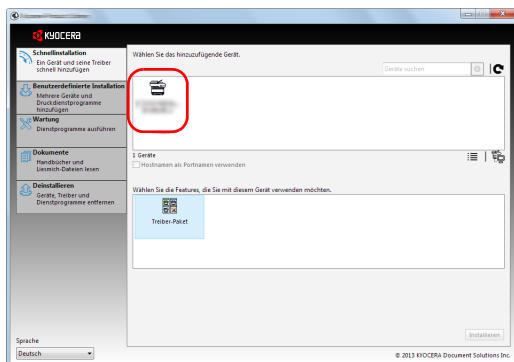 KYOCERA
Schnellinstallation
Ein Gerät und seine Treiber
schnell hinzufügen
Benutzerdefinierte Installation
Mehrere Geräte und
Druckdienstprogramme
hinzufügen
Wartung
Dienstprogramme ausführen
Dokumente
Handbücher und
Liesmich-Dateien lesen
Deinstallieren
Geräte, Treiber und
Dienstprogramme entfernen
Sprache
Deutsch
Wählen Sie das hinzuzufügende Gerät.
Geräte suchen
1 Geräte
Hostnamen als Portnamen verwenden
Wählen Sie die Features, die Sie mit diesem Gerät verwenden möchten.
Treiber-Paket
Installieren
© 2013 KYOCERA Document Solutions Inc.